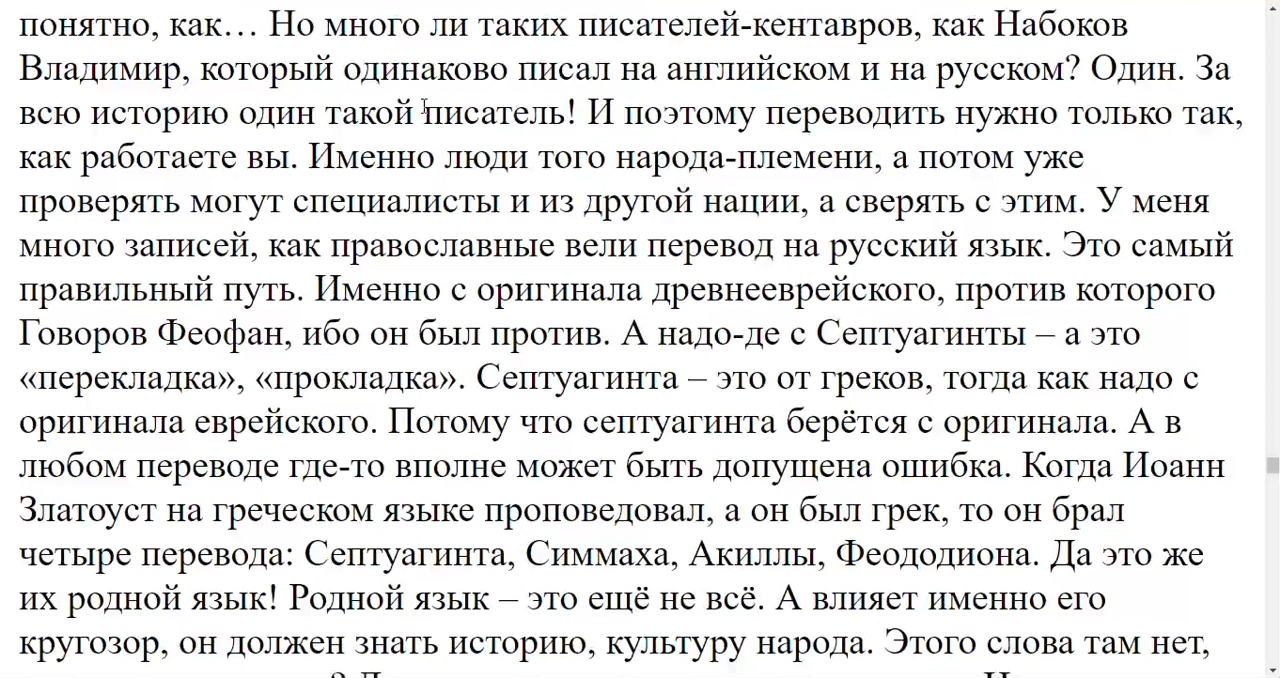 понятно, как… Но много ли таких писателей-кентавров, как Набоков
Владимир, который одинаково писал на английском и на русском? Один. За
всю историю один такой писатель! И поэтому переводить нужно только так,
как работаете вы. Именно люди того народа-племени, а потом уже
проверять могут специалисты и из другой нации, а сверять с этим. У меня
много записей, как православные вели перевод на русский язык. Это самый
правильный путь. Именно с оригинала древнееврейского, против которого
Говоров Феофан, ибо он был против. А надо-де с Септуагинты – а это
«перекладка», «прокладка». Септуагинта – это от греков, тогда как надо с
оригинала еврейского. Потому что септуагинта берётся с оригинала. А в
любом переводе где-то вполне может быть допущена ошибка. Когда Иоанн
Златоуст на греческом языке проповедовал, а он был грек, то он брал
четыре перевода: Септуагинта, Симмаха, Акиллы, Феододиона. Да это же
их родной язык! Родной язык – это ещё не всё. А влияет именно его
кругозор, он должен знать историю, культуру народа. Этого слова там нет,